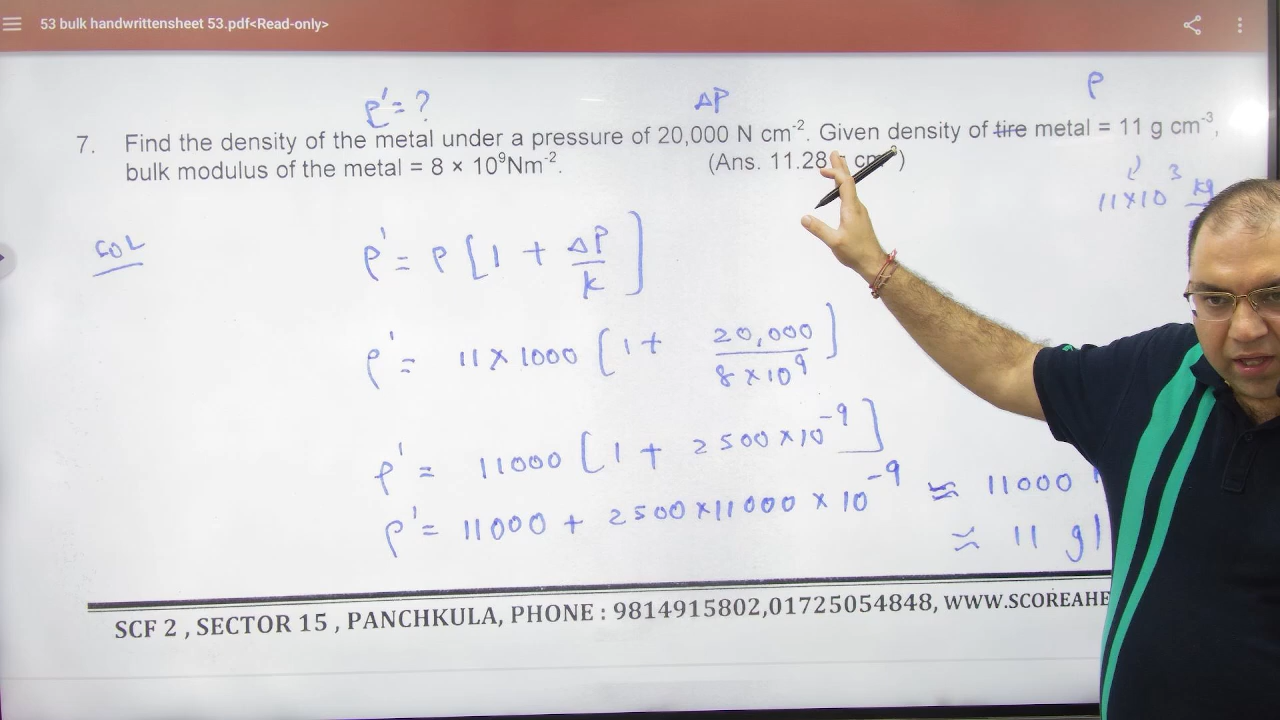 53 bulk handwrittensheet 53.pdf<Read-only>
ρ' = ?
ΔP
ρ
7. Find the density of the metal under a pressure of 20,000 N cm⁻². Given density of tire metal = 11 g cm⁻³,
bulk modulus of the metal = 8 × 10⁹Nm⁻². (Ans. 11.28
11×10³ kg
SOL
ρ' = ρ [1 + ΔP/K]
ρ' = 11 × 1000 [1 + 20,000/8×10⁹]
ρ' = 11000 [1 + 2500×10⁻⁹]
ρ' = 11000 + 2500×11000 × 10⁻⁹ ≈ 11000
≈ 11 g/
SCF 2 , SECTOR 15 , PANCHKULA, PHONE : 9814915802,01725054848, WWW.SCOREAHE